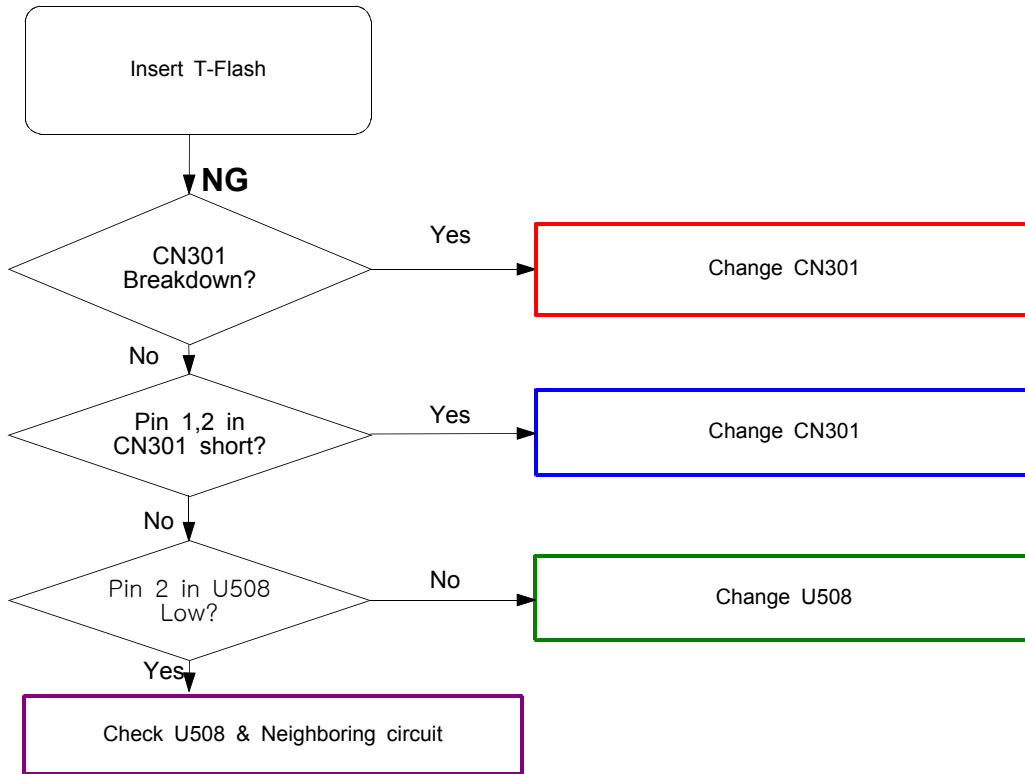 Insert T-Flash
NG
CN301
Breakdown?
Yes
Change CN301
No
Pin 1,2 in
CN301 short?
Yes
Change CN301
No
Pin 2 in U508
Low?
No
Change U508
Yes
Check U508 & Neighboring circuit